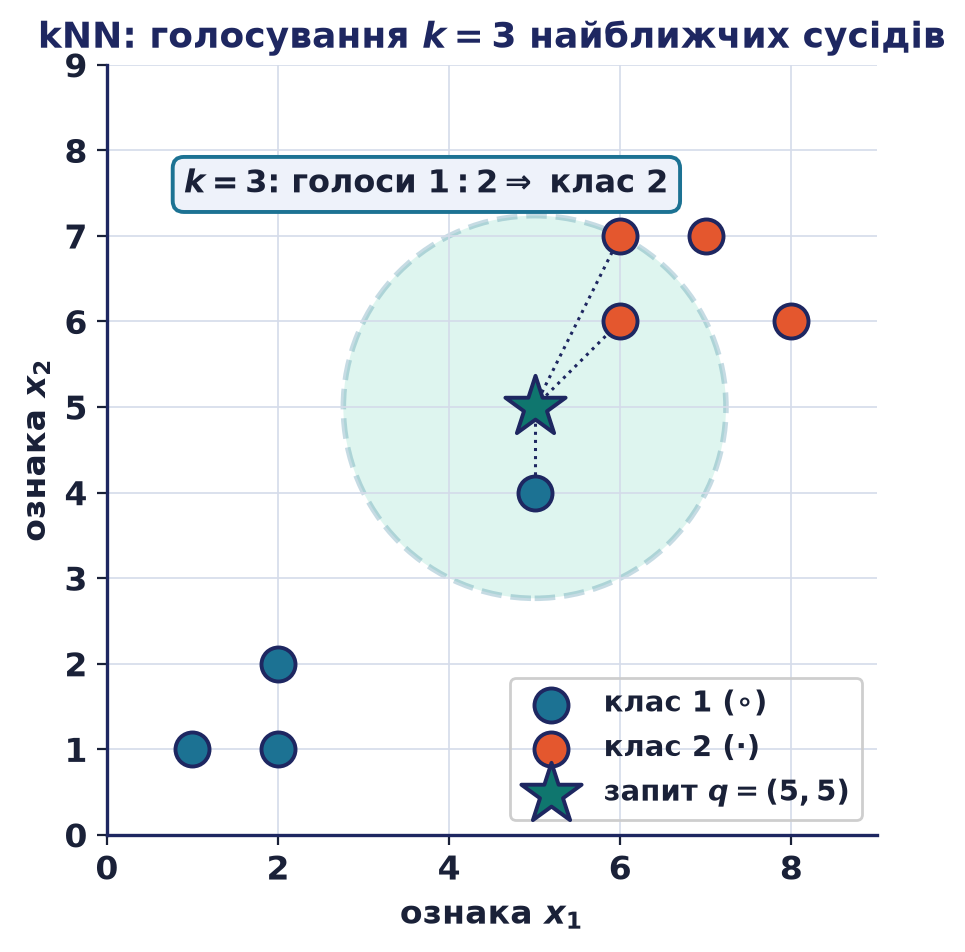 kNN: голосування k = 3 найближчих сусідів
k = 3: голоси 1 : 2 ⇒ клас 2
9
8
7
6
5
4
3
2
1
0
ознака x₂
0 2 4 6 8
ознака x₁
клас 1 (∘)
клас 2 (·)
запит q = (5, 5)